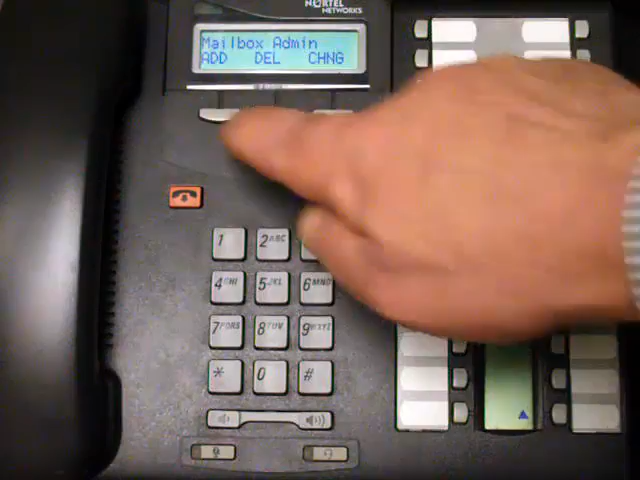 NORTEL
NETWORKS
Mailbox Admin
ADD DEL CHNG
1 2ABC
4GHI 5JKL 6MNO
7PQRS 8TUV 9WXYZ
* 0 #